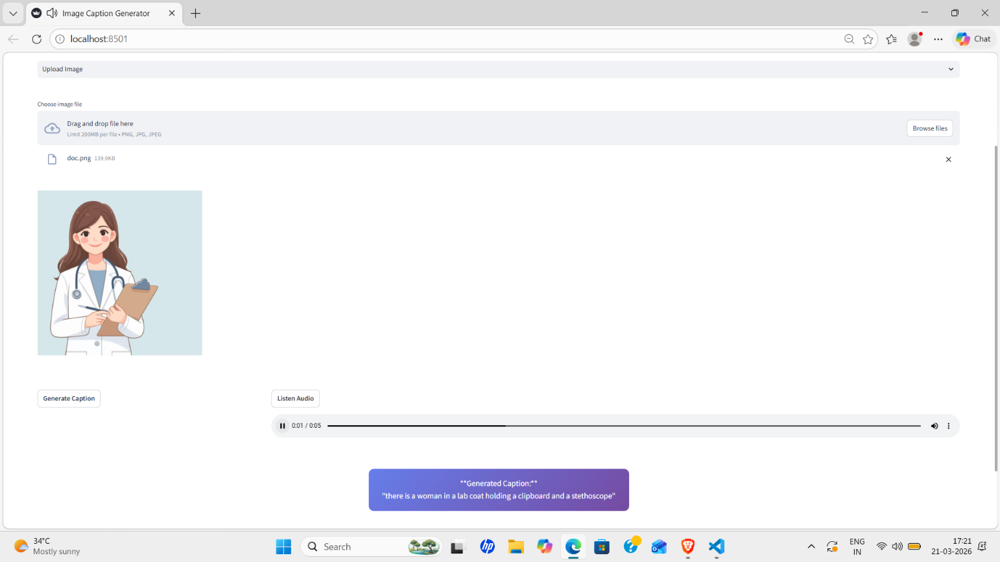 Image Caption Generator
localhost:8501
Chat
Upload Image
Choose image file
Drag and drop file here
Limit 200MB per file • PNG, JPG, JPEG
Browse files
doc.png 139.9KB
Generate Caption
Listen Audio
0:01 / 0:05
**Generated Caption:**
"there is a woman in a lab coat holding a clipboard and a stethoscope"
34°C
Mostly sunny
Search
hp
ENG
IN
17:21
21-03-2026